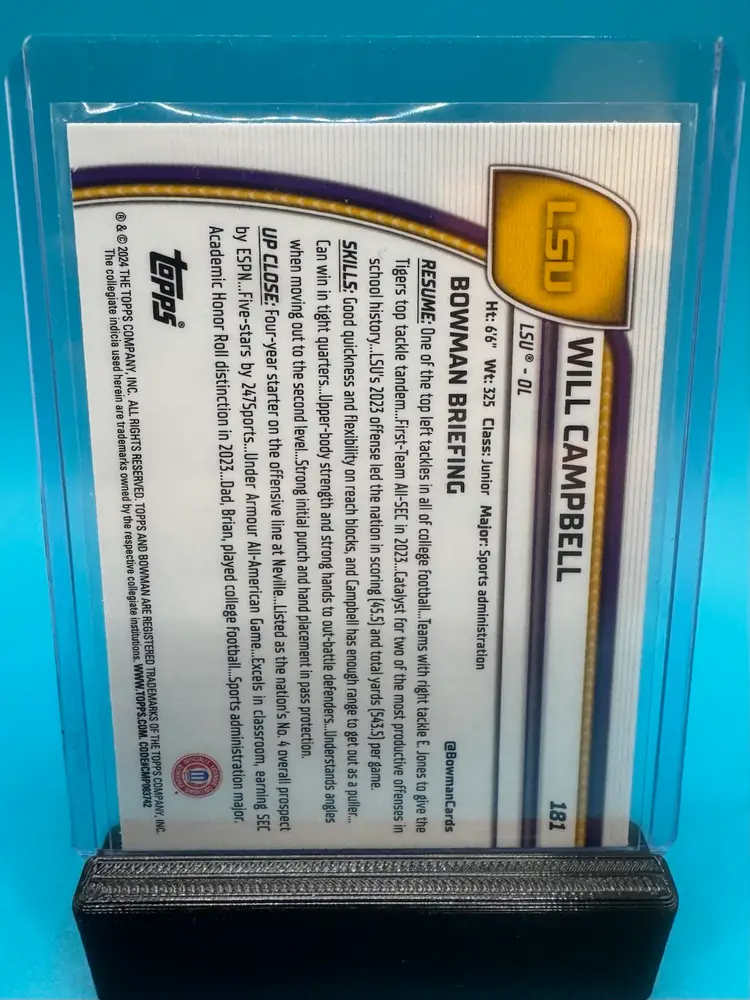 LSU
WILL CAMPBELL
181
LSU® - OL
Ht: 6'6" Wt: 325 Class: Junior Major: Sports administration
BOWMAN BRIEFING
@BowmanCards
RESUME: One of the top left tackles in all of college football...Teams with right tackle E. Jones to give the
Tigers top tackle tandem...First-Team All-SEC in 2023...Catalyst for two of the most productive offenses in
school history...LSU's 2023 offense led the nation in scoring (45.5) and total yards (543.5) per game.
SKILLS: Good quickness and flexibility on reach blocks, and Campbell has enough range to get out as a puller...
Can win in tight quarters...Upper-body strength and strong hands to out-battle defenders...Understands angles
when moving out to the second level...Strong initial punch and hand placement in pass protection.
UP CLOSE: Four-year starter on the offensive line at Neville...Listed as the nation's No. 4 overall prospect
by ESPN...Five-stars by 247Sports...Under Armour All-American Game...Excels in classroom, earning SEC
Academic Honor Roll distinction in 2023...Dad, Brian, played college football...Sports administration major.
topps®
® & © 2024 THE TOPPS COMPANY, INC. ALL RIGHTS RESERVED. TOPPS AND BOWMAN ARE REGISTERED TRADEMARKS OF THE TOPPS COMPANY, INC.
The collegiate indicia used herein are trademarks owned by the respective collegiate institutions. WWW.TOPPS.COM. CODE#CMP083742